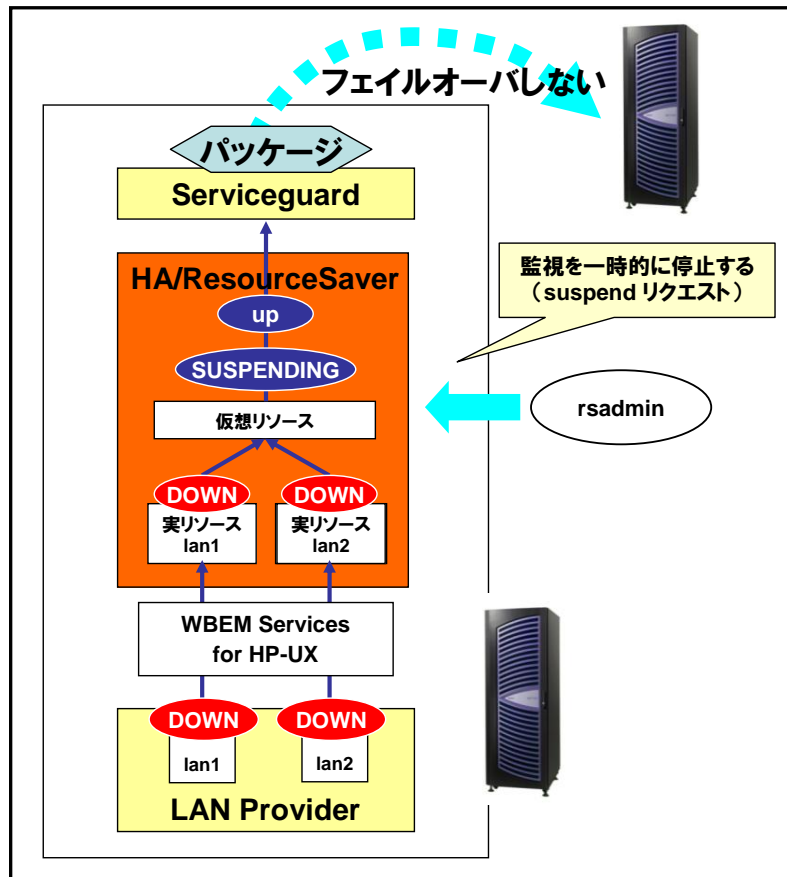 フェイルオーバしない
パッケージ
Serviceguard
HA/ResourceSaver
監視を一時的に停止する
（suspend リクエスト）
up
SUSPENDING
rsadmin
仮想リソース
DOWN
DOWN
実リソース
lan1
実リソース
lan2
WBEM Services
for HP-UX
DOWN
DOWN
lan1
lan2
LAN Provider